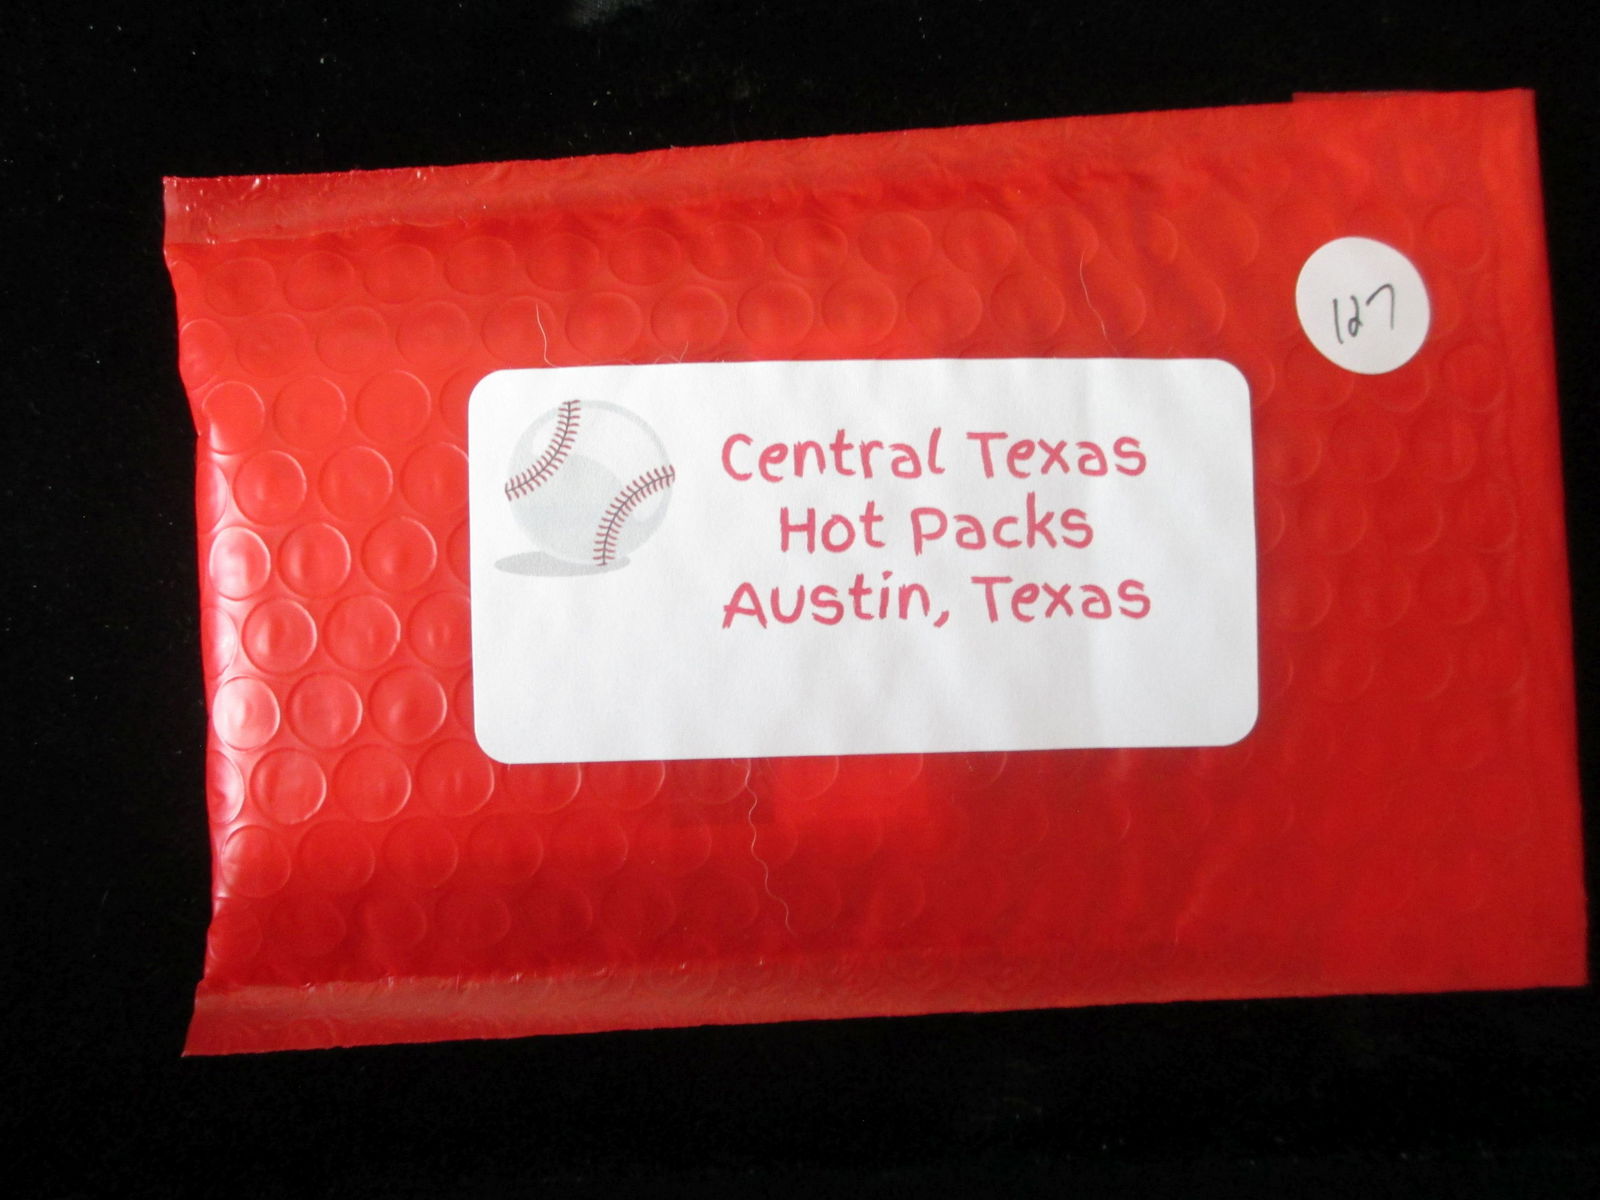 127
Central Texas
Hot Packs
Austin, Texas